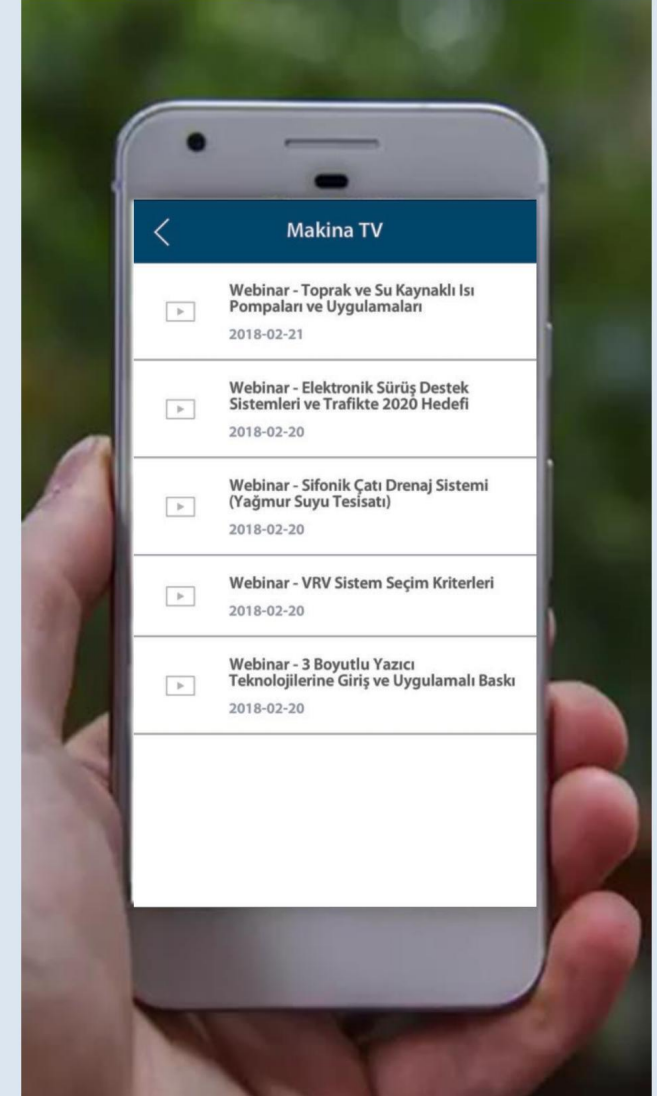 Makina TV
Webinar - Toprak ve Su Kaynaklı Isı
Pompaları ve Uygulamaları
2018-02-21
Webinar - Elektronik Sürüş Destek
Sistemleri ve Trafikte 2020 Hedefi
2018-02-20
Webinar - Sifonik Çatı Drenaj Sistemi
(Yağmur Suyu Tesisatı)
2018-02-20
Webinar - VRV Sistem Seçim Kriterleri
2018-02-20
Webinar - 3 Boyutlu Yazıcı
Teknolojilerine Giriş ve Uygulamalı Baskı
2018-02-20